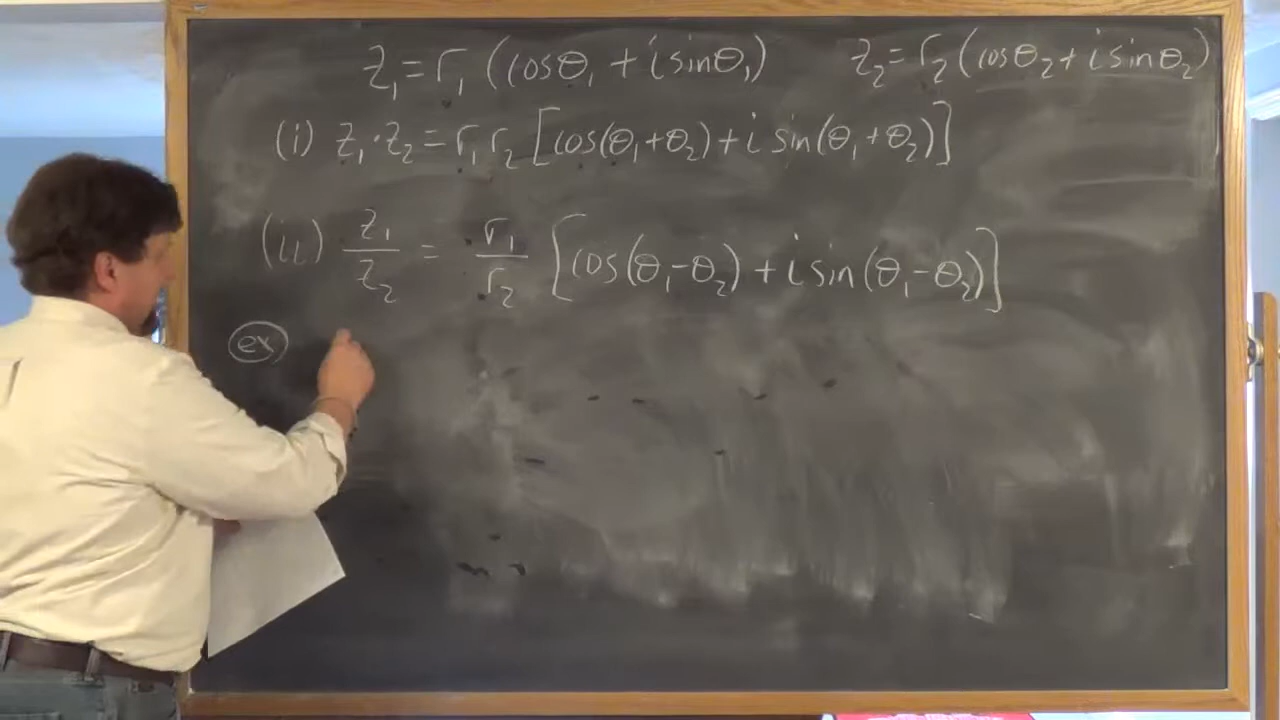 z₁ = r₁ (cosθ₁ + i sinθ₁) z₂ = r₂ (cosθ₂ + i sinθ₂)
(i) z₁·z₂ = r₁r₂ [cos(θ₁+θ₂) + i sin(θ₁+θ₂)]
(ii) z₁/z₂ = r₁/r₂ [cos(θ₁-θ₂) + i sin(θ₁-θ₂)]
ex